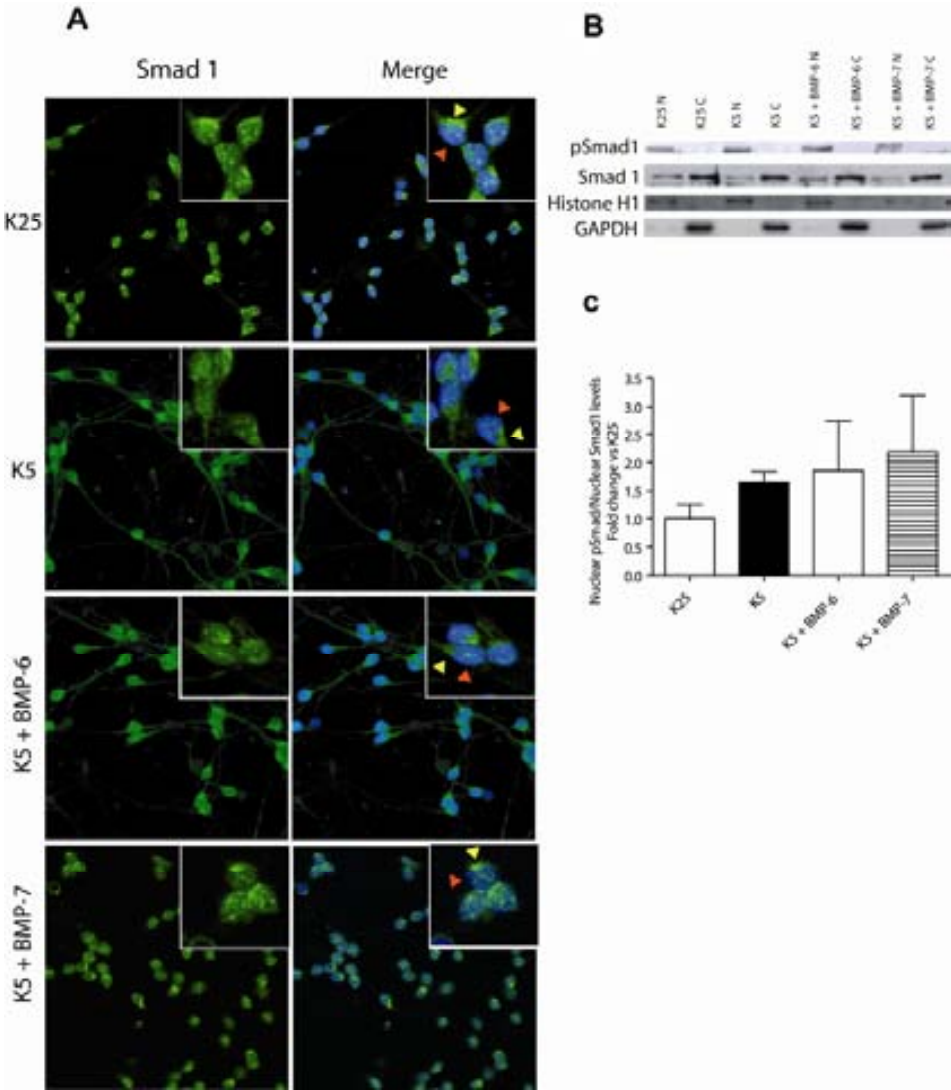 A
Smad 1
Merge
K25
K5
K5 + BMP-6
K5 + BMP-7
B
K25 N
K25 C
K5 N
K5 C
K5 + BMP-6 N
K5 + BMP-6 C
K5 + BMP-7 N
K5 + BMP-7 C
pSmad1
Smad 1
Histone H1
GAPDH
C
Nuclear pSmad/Nuclear Smad1 levels
Fold change vs K25
3.5
3.0
2.5
2.0
1.5
1.0
0.5
0.0
K25
K5
K5 + BMP-6
K5 + BMP-7